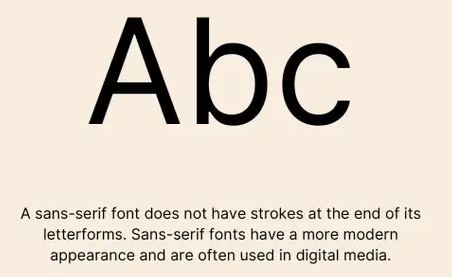 Abc
A sans-serif font does not have strokes at the end of its
letterforms. Sans-serif fonts have a more modern
appearance and are often used in digital media.